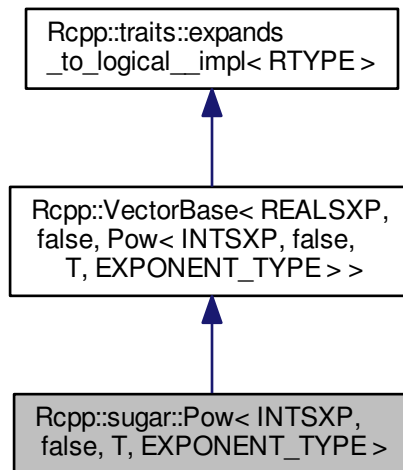 Rcpp::traits::expands
_to_logical__impl< RTYPE >
Rcpp::VectorBase< REALSXP,
false, Pow< INTSXP, false,
T, EXPONENT_TYPE > >
Rcpp::sugar::Pow< INTSXP,
false, T, EXPONENT_TYPE >